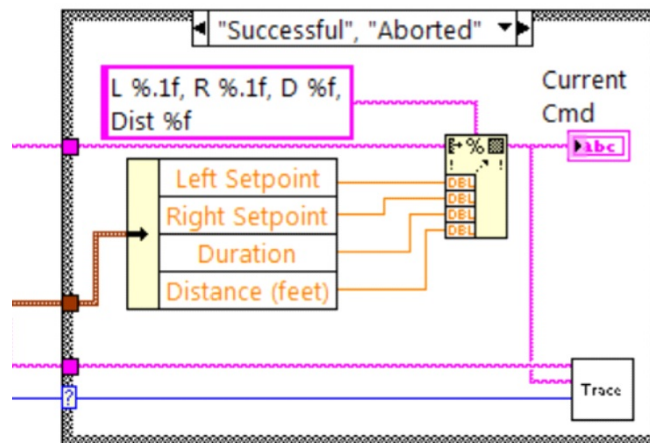 "Successful", "Aborted"
L %.1f, R %.1f, D %f,
Dist %f
Current
Cmd
abc
Left Setpoint
Right Setpoint
Duration
Distance (feet)
%
! !
DBL
DBL
DBL
DBL
Trace
?